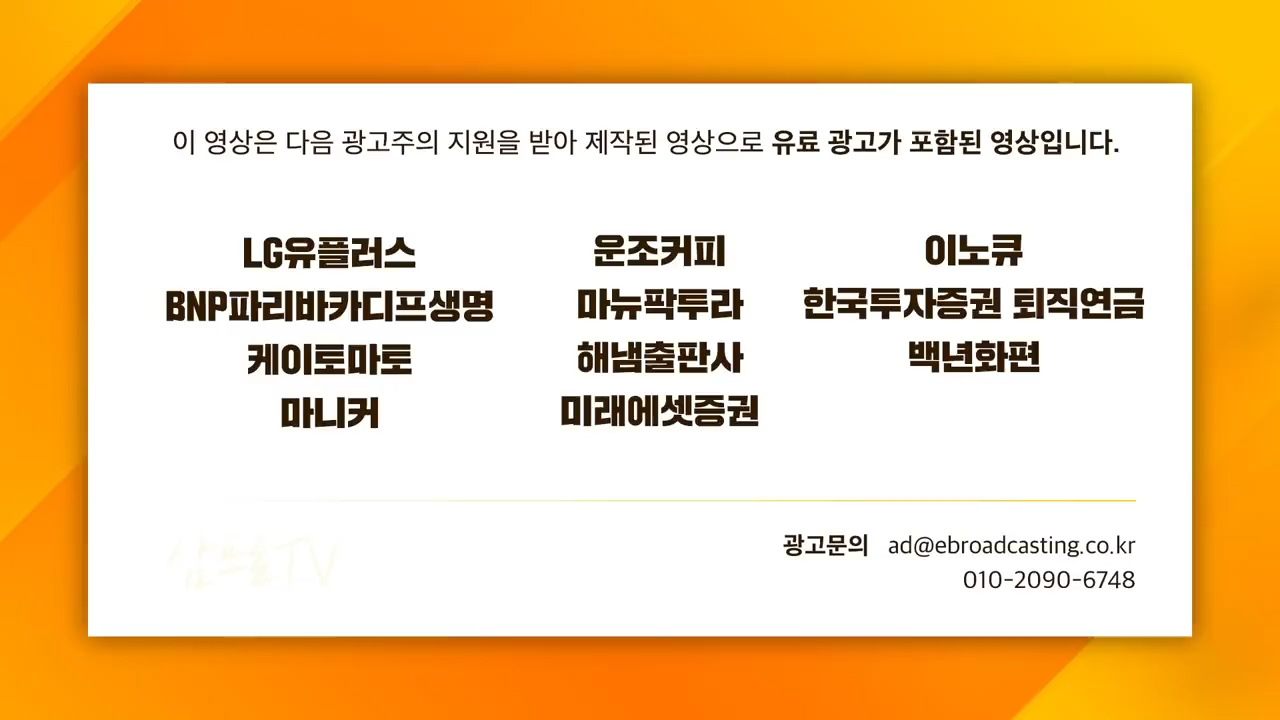 이 영상은 다음 광고주의 지원을 받아 제작된 영상으로 유료 광고가 포함된 영상입니다.
LG유플러스
BNP파리바카디프생명
케이토마토
마니커
운조커피
마뉴팍투라
해냄출판사
미래에셋증권
이노큐
한국투자증권 퇴직연금
백년화편
삼프로TV
광고문의 ad@ebroadcasting.co.kr
010-2090-6748